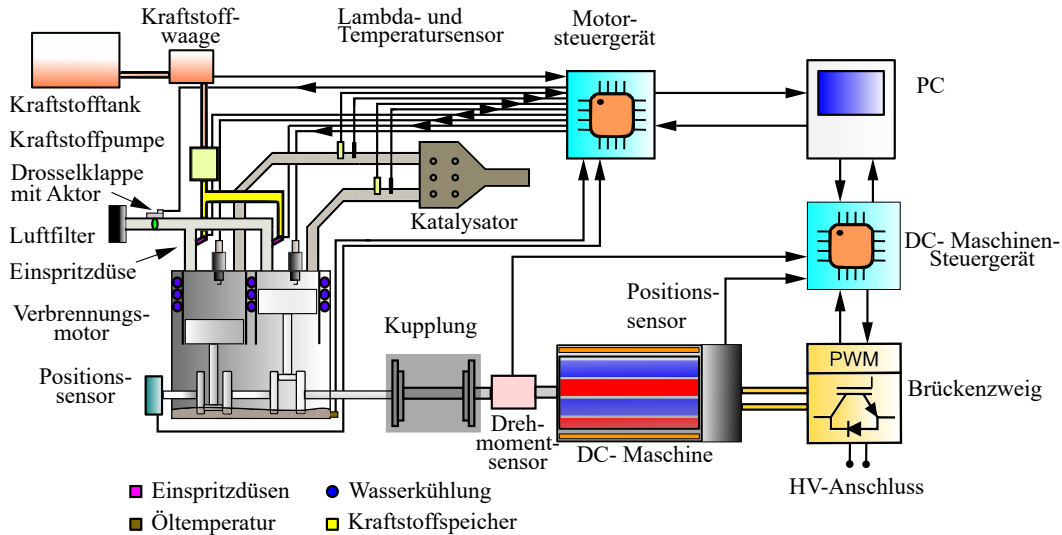 Kraftstoff-
waage
Lambda- und
Temperatursensor
Motor-
steuergerät
PC
Kraftstofftank
Kraftstoffpumpe
Drosselklappe
mit Aktor
Luftfilter
Einspritzdüse
Katalysator
DC- Maschinen-
Steuergerät
Verbrennungs-
motor
Kupplung
Positions-
sensor
Positions-
sensor
PWM
Brückenzweig
Dreh-
moment-
sensor
DC- Maschine
HV-Anschluss
Einspritzdüsen
Wasserkühlung
Öltemperatur
Kraftstoffspeicher